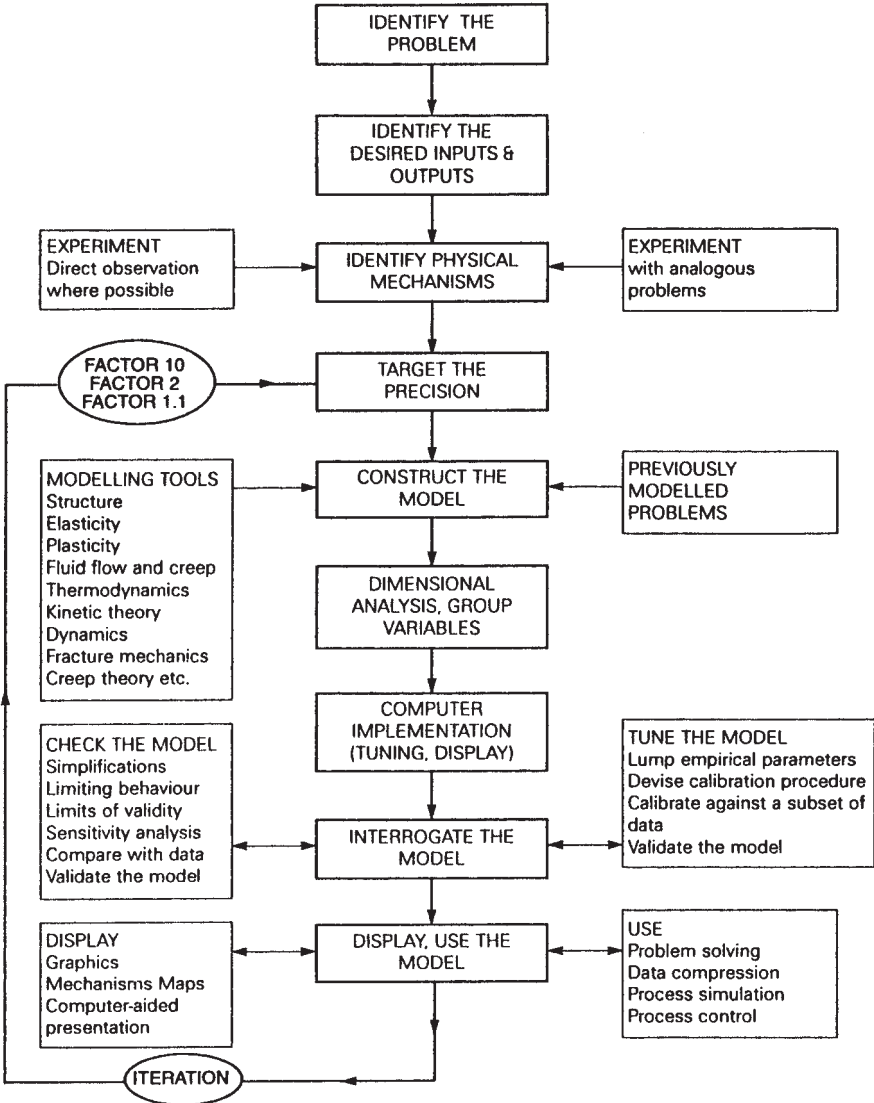 IDENTIFY THE
PROBLEM
IDENTIFY THE
DESIRED INPUTS &
OUTPUTS
EXPERIMENT
Direct observation
where possible
IDENTIFY PHYSICAL
MECHANISMS
EXPERIMENT
with analogous
problems
FACTOR 10
FACTOR 2
FACTOR 1.1
TARGET THE
PRECISION
MODELLING TOOLS
Structure
Elasticity
Plasticity
Fluid flow and creep
Thermodynamics
Kinetic theory
Dynamics
Fracture mechanics
Creep theory etc.
CONSTRUCT THE
MODEL
PREVIOUSLY
MODELLED
PROBLEMS
DIMENSIONAL
ANALYSIS, GROUP
VARIABLES
COMPUTER
IMPLEMENTATION
(TUNING, DISPLAY)
CHECK THE MODEL
Simplifications
Limiting behaviour
Limits of validity
Sensitivity analysis
Compare with data
Validate the model
INTERROGATE THE
MODEL
TUNE THE MODEL
Lump empirical parameters
Devise calibration procedure
Calibrate against a subset of
data
Validate the model
DISPLAY
Graphics
Mechanisms Maps
Computer-aided
presentation
DISPLAY, USE THE
MODEL
USE
Problem solving
Data compression
Process simulation
Process control
ITERATION